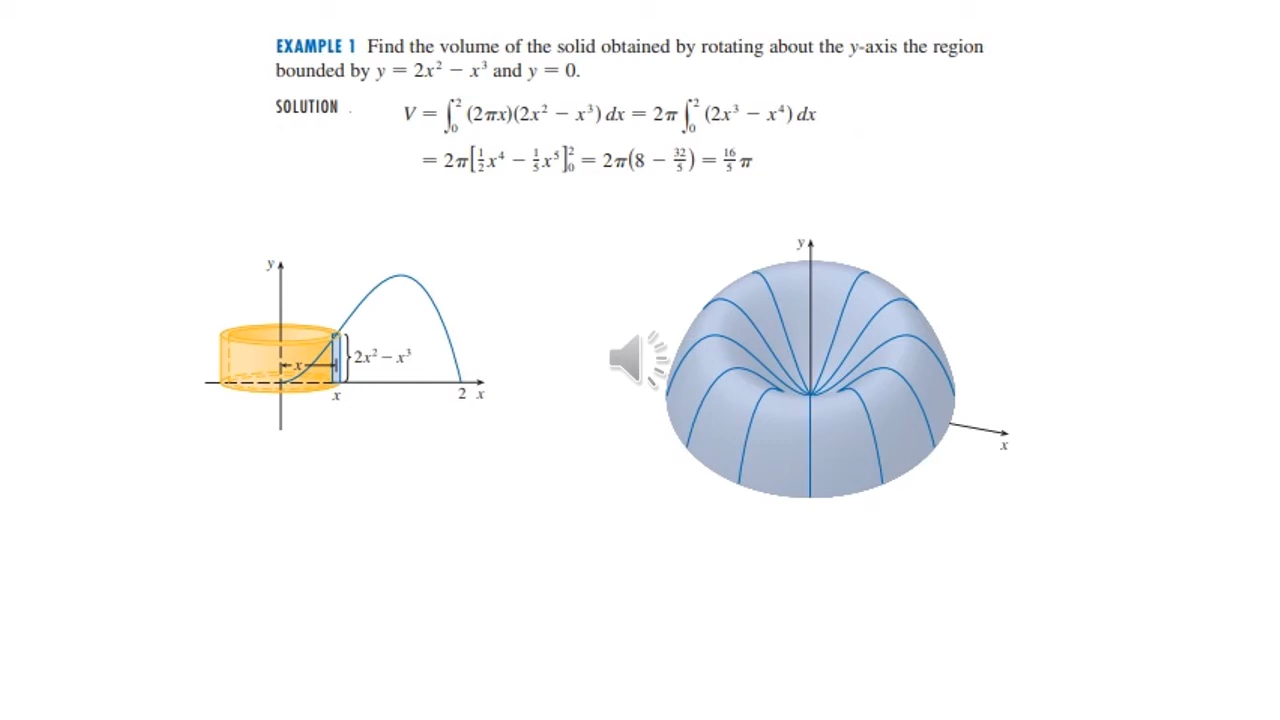 EXAMPLE 1 Find the volume of the solid obtained by rotating about the y-axis the region
bounded by y = 2x² − x³ and y = 0.
SOLUTION . V = ∫₀² (2πx)(2x² − x³) dx = 2π ∫₀² (2x³ − x⁴) dx
= 2π[½x⁴ − ⅕x⁵]₀² = 2π(8 − 32/5) = 16/5 π
y
x
2x² − x³
x
2 x
y
x